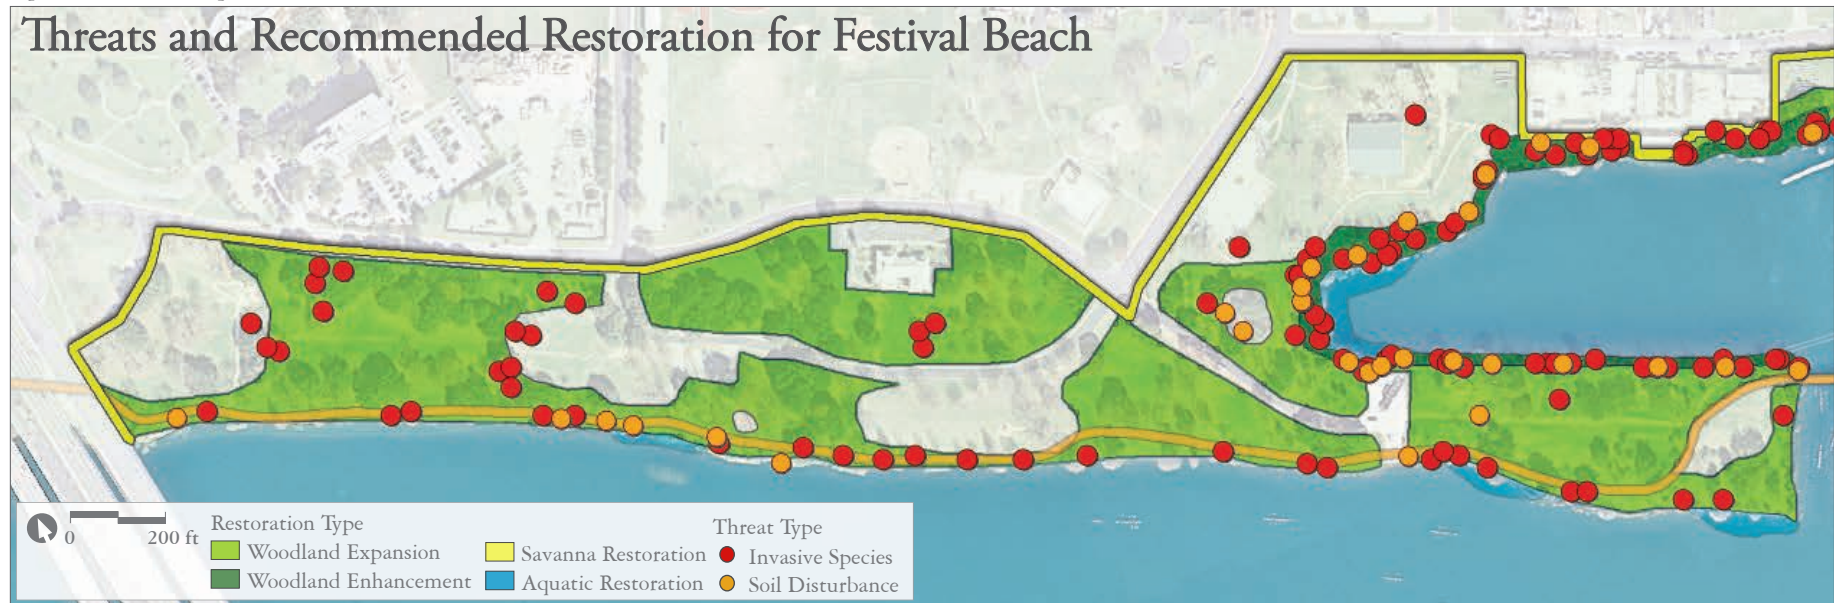 Threats and Recommended Restoration for Festival Beach
0 200 ft
Restoration Type
Woodland Expansion
Woodland Enhancement
Savanna Restoration
Aquatic Restoration
Threat Type
Invasive Species
Soil Disturbance